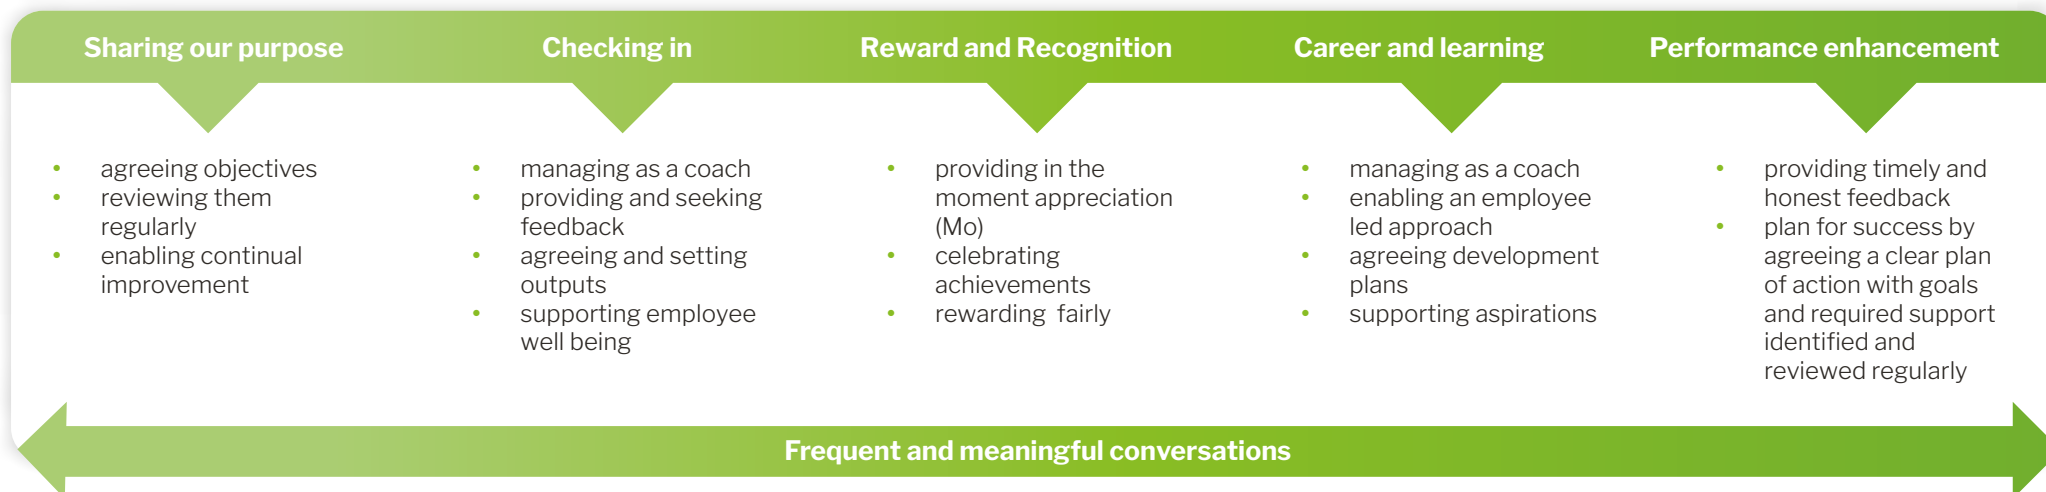 Sharing our purpose
• agreeing objectives
• reviewing them
regularly
• enabling continual
improvement
Checking in
• managing as a coach
• providing and seeking
feedback
• agreeing and setting
outputs
• supporting employee
well being
Reward and Recognition
• providing in the
moment appreciation
(Mo)
• celebrating
achievements
• rewarding  fairly
Career and learning
• managing as a coach
• enabling an employee
led approach
• agreeing development
plans
• supporting aspirations
Performance enhancement
• providing timely and
honest feedback
• plan for success by
agreeing a clear plan
of action with goals
and required support
identified and
reviewed regularly
Frequent and meaningful conversations